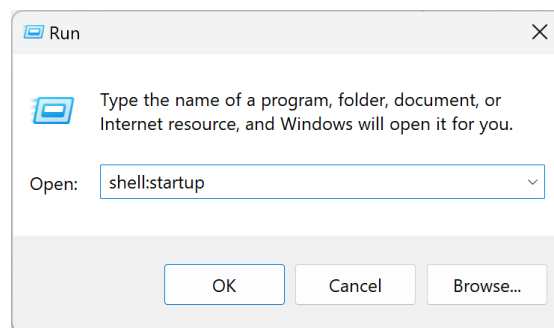 Run
Type the name of a program, folder, document, or
Internet resource, and Windows will open it for you.
Open: shell:startup
OK Cancel Browse...